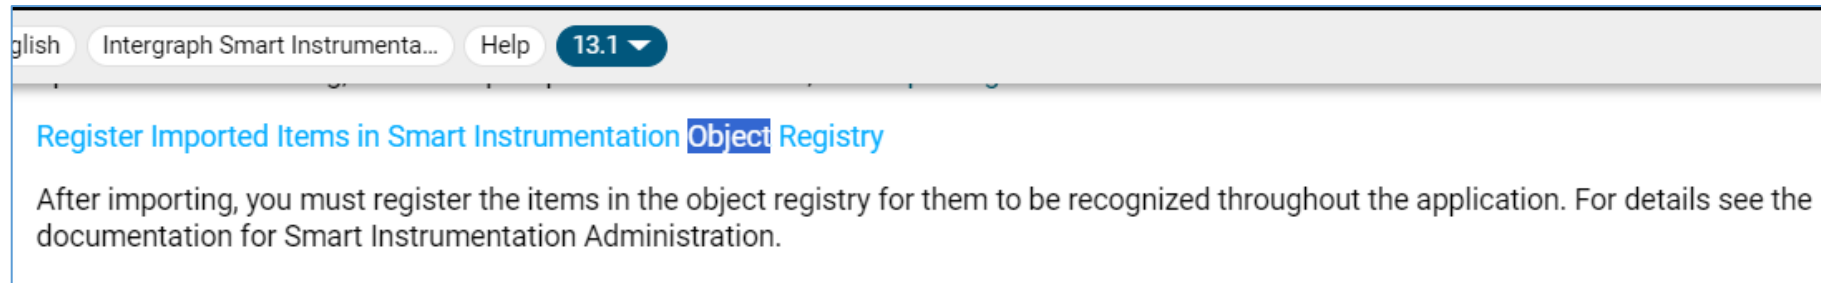 glish Intergraph Smart Instrumenta... Help 13.1
Register Imported Items in Smart Instrumentation Object Registry
After importing, you must register the items in the object registry for them to be recognized throughout the application. For details see the
documentation for Smart Instrumentation Administration.